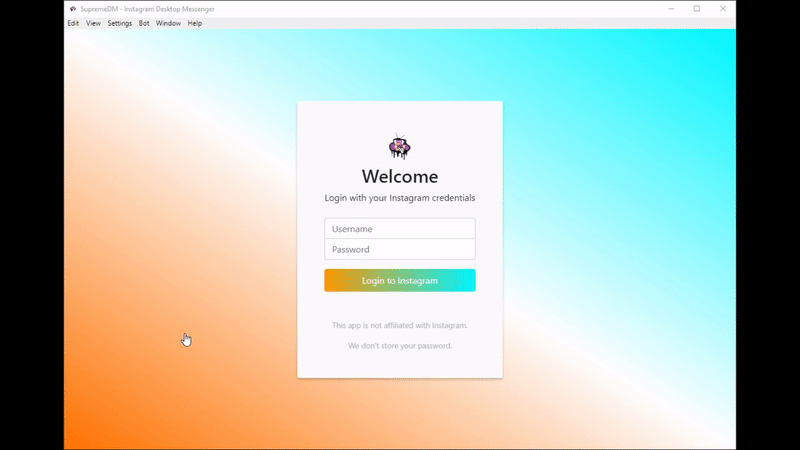 SupremeDM - Instagram Desktop Messenger
Edit View Settings Bot Window Help
Welcome
Login with your Instagram credentials
Username
Password
Login to Instagram
This app is not affiliated with Instagram.
We don't store your password.